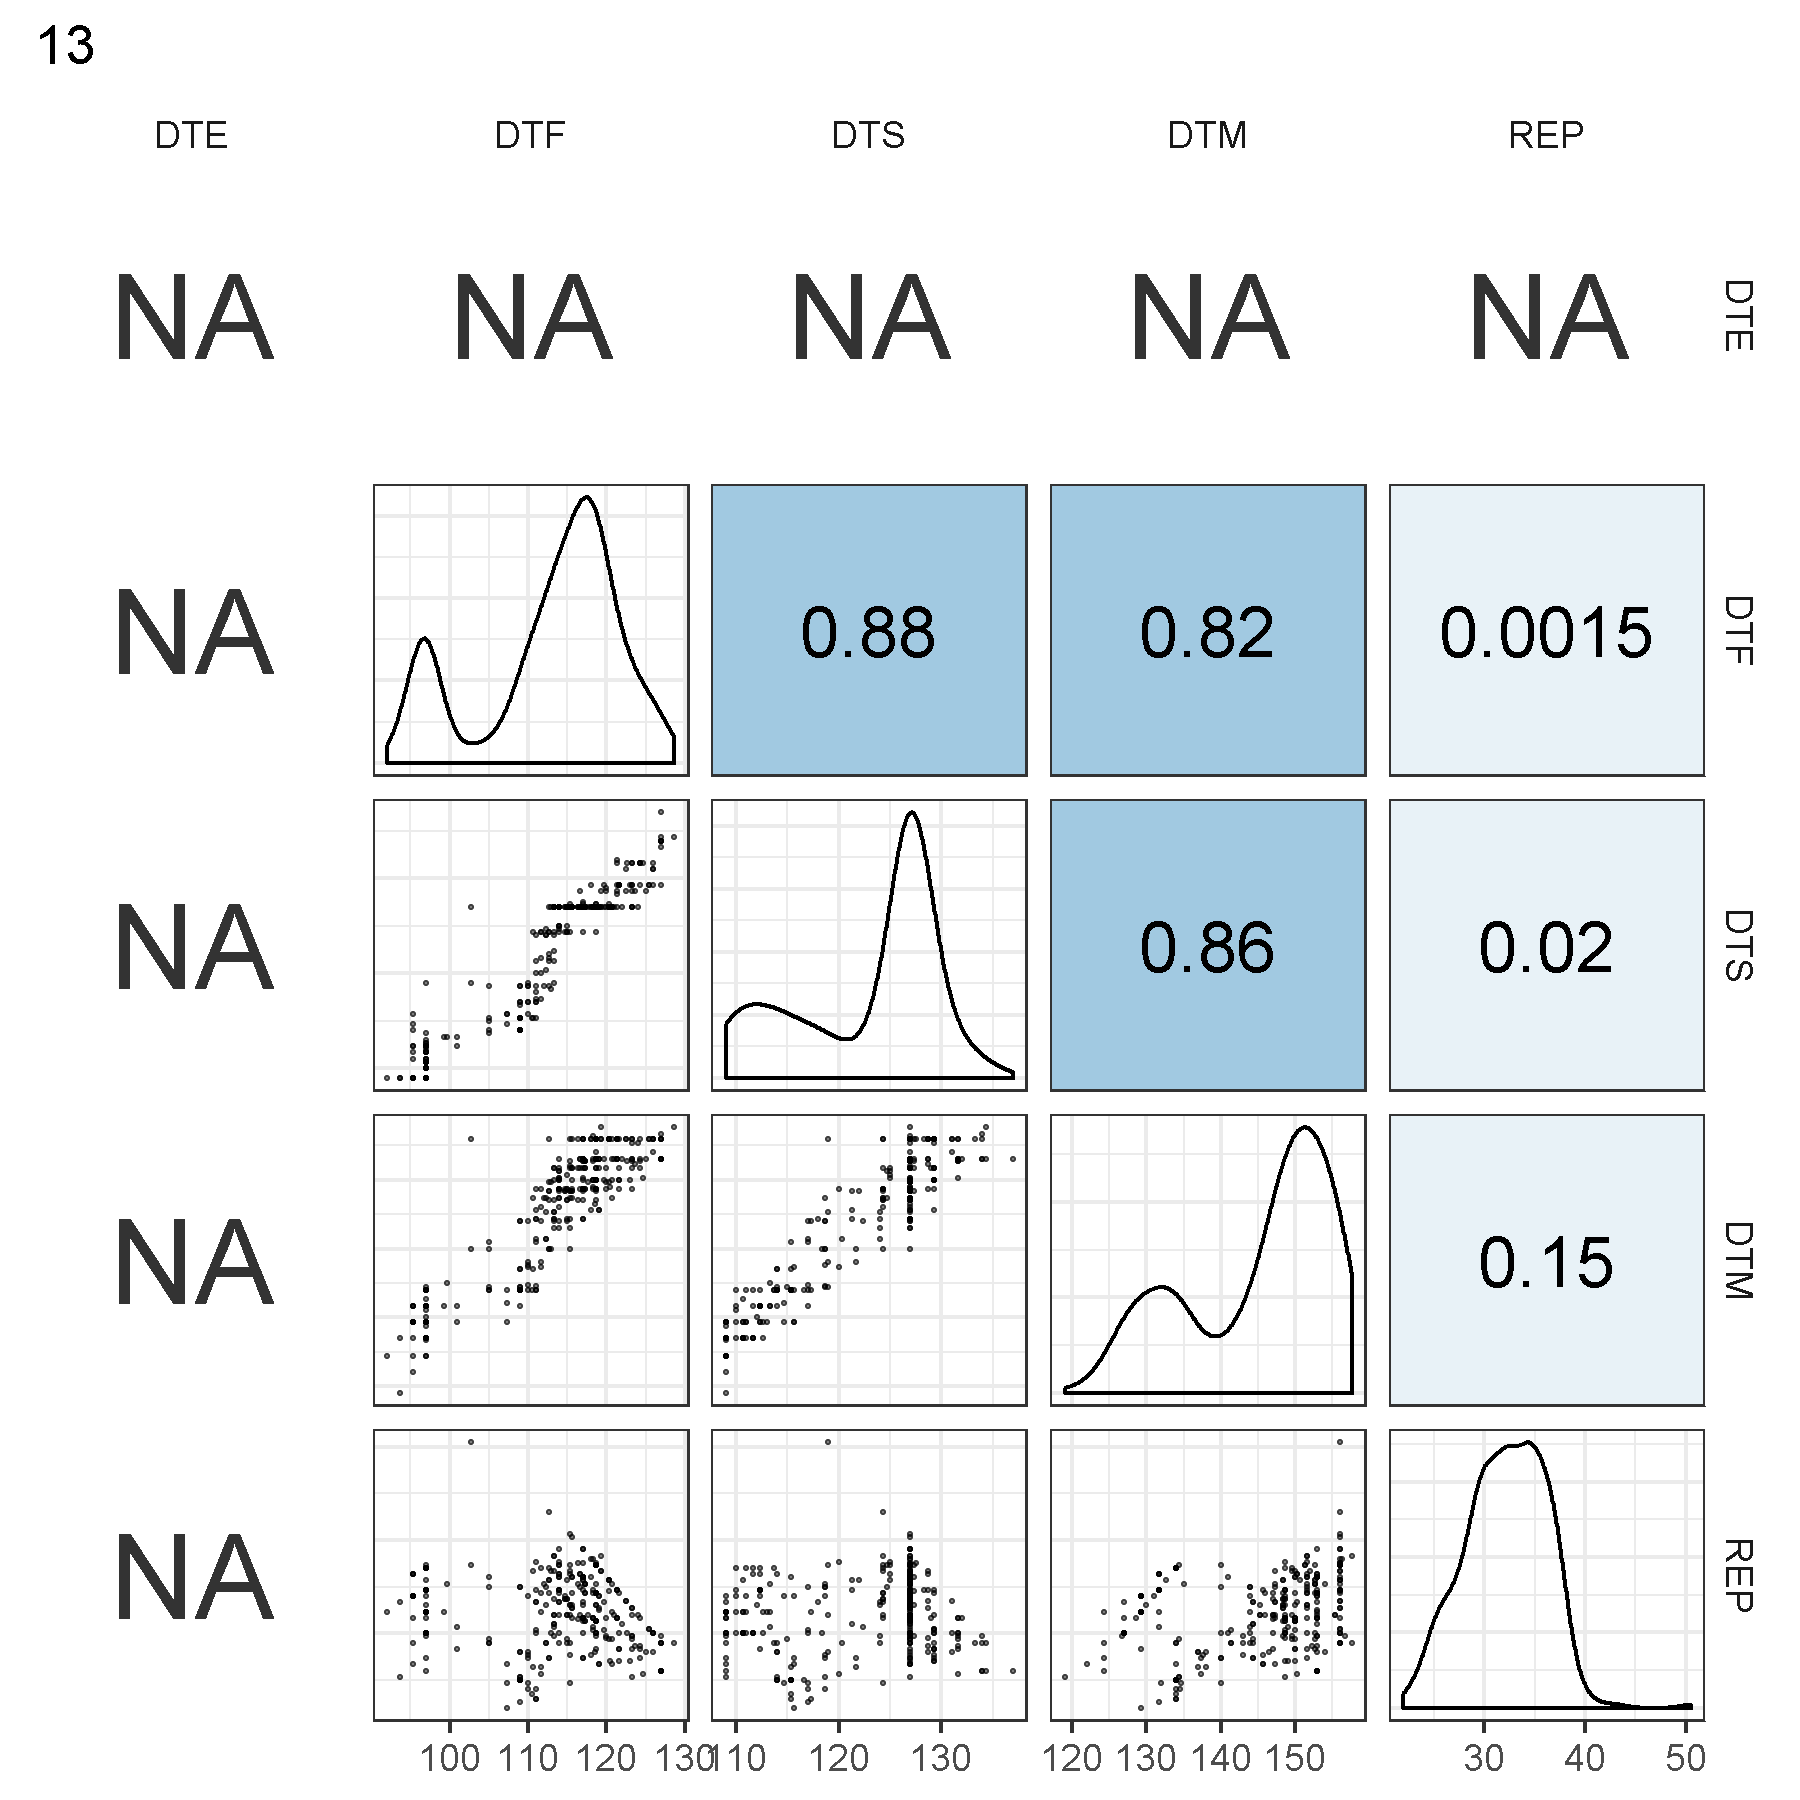 13
DTE DTF DTS DTM REP
NA NA NA NA NA DTE
NA 0.88 0.82 0.0015 DTF
NA 0.86 0.02 DTS
NA 0.15 DTM
NA REP
100 110 120 130 110 120 130 120 130 140 150 30 40 50